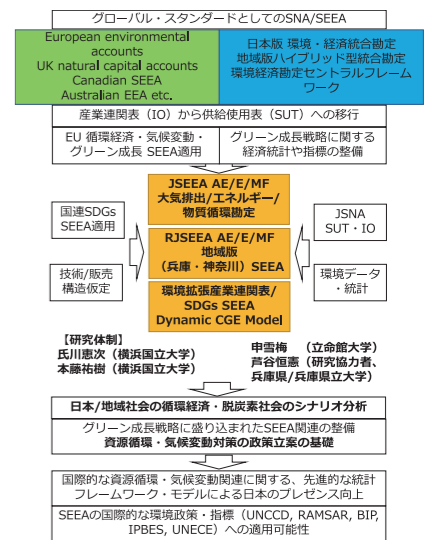 グローバル・スタンダードとしてのSNA/SEEA
European environmental
accounts
UK natural capital accounts
Canadian SEEA
Australian EEA etc.
日本版 環境・経済統合勘定
地域版ハイブリッド型統合勘定
環境経済勘定セントラルフレーム
ワーク
産業連関表（IO）から供給使用表（SUT）への移行
EU 循環経済・気候変動・
グリーン成長 SEEA適用
グリーン成長戦略に関する
経済統計や指標の整備
JSEEA AE/E/MF
大気排出/エネルギー/
物質循環勘定
国連SDGs
SEEA適用
JSNA
SUT・IO
RJSEEA AE/E/MF
地域版
（兵庫・神奈川）SEEA
技術/販売
構造仮定
環境データ
・統計
環境拡張産業連関表/
SDGs SEEA
Dynamic CGE Model
【研究体制】
氏川恵次（横浜国立大学）
本藤祐樹（横浜国立大学）
申雪梅　（立命館大学）
芦谷恒憲（研究協力者、
兵庫県/兵庫県立大学）
日本/地域社会の循環経済・脱炭素社会のシナリオ分析
グリーン成長戦略に盛り込まれたSEEA関連の整備
資源循環・気候変動対策の政策立案の基礎
国際的な資源循環・気候変動関連に関する、先進的な統計
フレームワーク・モデルによる日本のプレゼンス向上
SEEAの国際的な環境政策・指標（UNCCD, RAMSAR, BIP,
IPBES, UNECE）への適用可能性